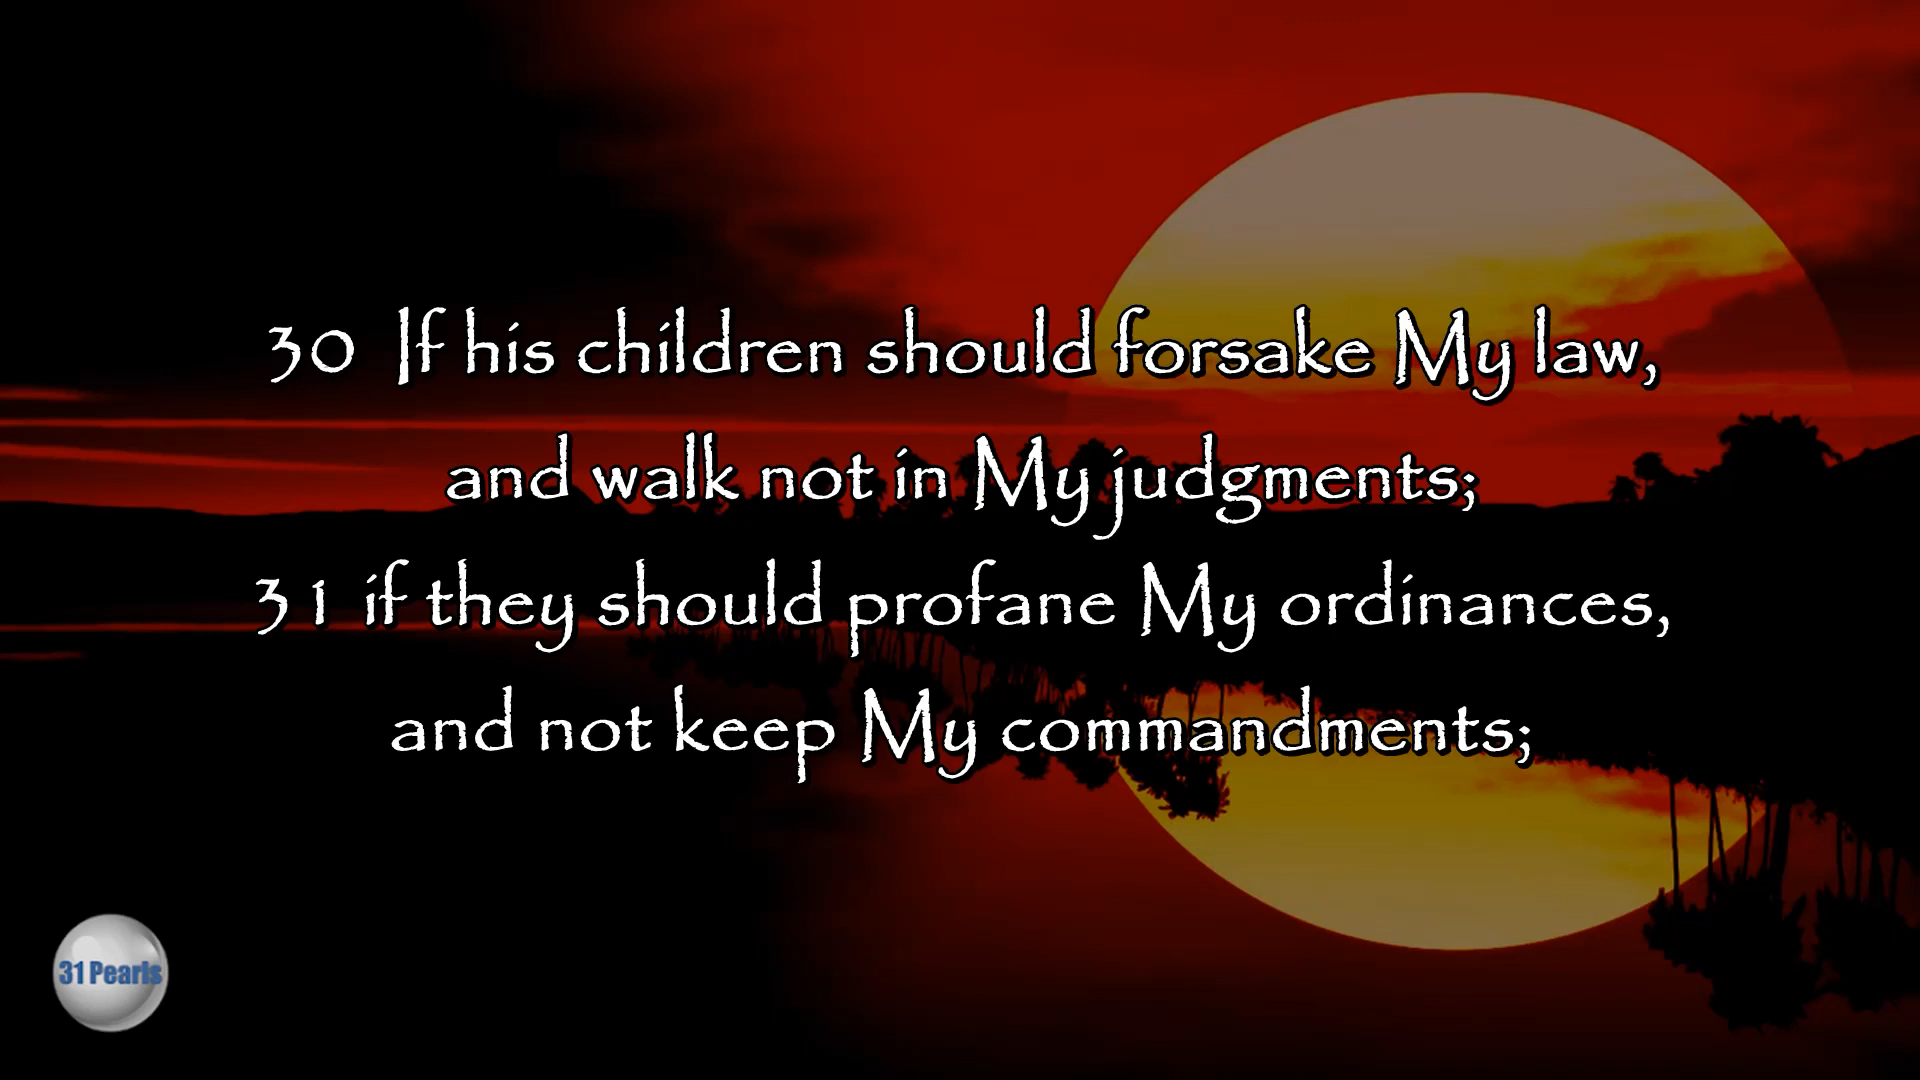 30 If his children should forsake My law,
and walk not in My judgments;
31 if they should profane My ordinances,
and not keep My commandments;
31 Pearls